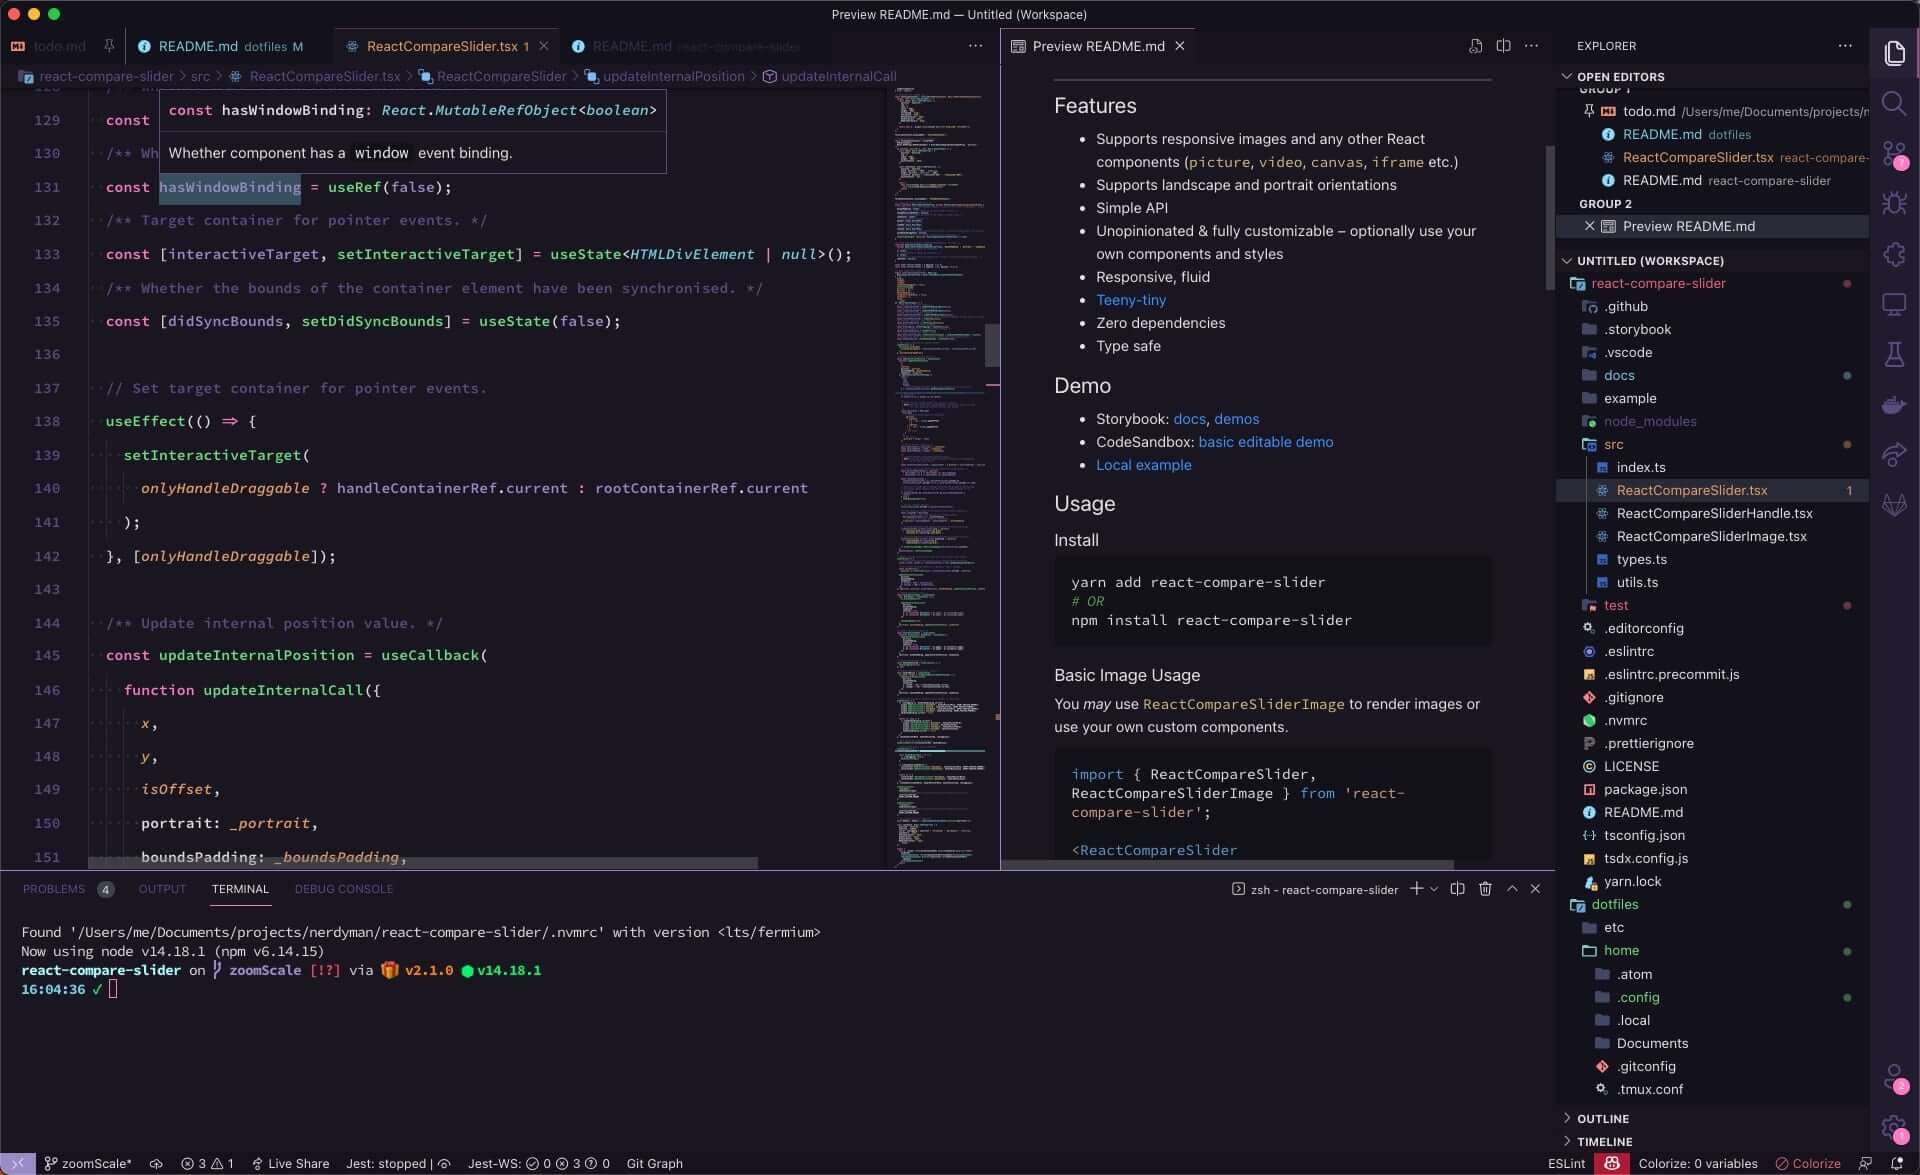 Preview README.md — Untitled (Workspace)
todo.md
README.md dotfiles M
ReactCompareSlider.tsx 1
README.md react-compare-slider
react-compare-slider > src > ReactCompareSlider.tsx > ReactCompareSlider > updateInternalPosition > updateInternalCall
const hasWindowBinding: React.MutableRefObject<boolean>
Whether component has a window event binding.
129 const
130 /** Wh
131 const hasWindowBinding = useRef(false);
132 /** Target container for pointer events. */
133 const [interactiveTarget, setInteractiveTarget] = useState<HTMLDivElement | null>();
134 /** Whether the bounds of the container element have been synchronised. */
135 const [didSyncBounds, setDidSyncBounds] = useState(false);
136
137 // Set target container for pointer events.
138 useEffect(() => {
139 setInteractiveTarget(
140 onlyHandleDraggable ? handleContainerRef.current : rootContainerRef.current
141 );
142 }, [onlyHandleDraggable]);
143
144 /** Update internal position value. */
145 const updateInternalPosition = useCallback(
146 function updateInternalCall({
147 x,
148 y,
149 isOffset,
150 portrait: _portrait,
151 boundsPadding: _boundsPadding,
Preview README.md
Features
• Supports responsive images and any other React
components (picture, video, canvas, iframe etc.)
• Supports landscape and portrait orientations
• Simple API
• Unopinionated & fully customizable – optionally use your
own components and styles
• Responsive, fluid
• Teeny-tiny
• Zero dependencies
• Type safe
Demo
• Storybook: docs, demos
• CodeSandbox: basic editable demo
• Local example
Usage
Install
yarn add react-compare-slider
# OR
npm install react-compare-slider
Basic Image Usage
You may use ReactCompareSliderImage to render images or
use your own custom components.
import { ReactCompareSlider,
ReactCompareSliderImage } from 'react-
compare-slider';
<ReactCompareSlider
PROBLEMS 4 OUTPUT TERMINAL DEBUG CONSOLE
zsh - react-compare-slider
Found '/Users/me/Documents/projects/nerdyman/react-compare-slider/.nvmrc' with version <lts/fermium>
Now using node v14.18.1 (npm v6.14.15)
react-compare-slider on zoomScale [!?] via v2.1.0 v14.18.1
16:04:36 ✓
EXPLORER
OPEN EDITORS
GROUP 1
todo.md /Users/me/Documents/projects/n
README.md dotfiles
ReactCompareSlider.tsx react-compare-
README.md react-compare-slider
GROUP 2
Preview README.md
UNTITLED (WORKSPACE)
react-compare-slider
.github
.storybook
.vscode
docs
example
node_modules
src
index.ts
ReactCompareSlider.tsx 1
ReactCompareSliderHandle.tsx
ReactCompareSliderImage.tsx
types.ts
utils.ts
test
.editorconfig
.eslintrc
.eslintrc.precommit.js
.gitignore
.nvmrc
.prettierignore
LICENSE
package.json
README.md
tsconfig.json
tsdx.config.js
yarn.lock
dotfiles
etc
home
.atom
.config
.local
Documents
.gitconfig
.tmux.conf
OUTLINE
TIMELINE
7
2
1
zoomScale* 3 1 Live Share Jest: stopped | Jest-WS: 0 3 0 Git Graph
ESLint Colorize: 0 variables Colorize